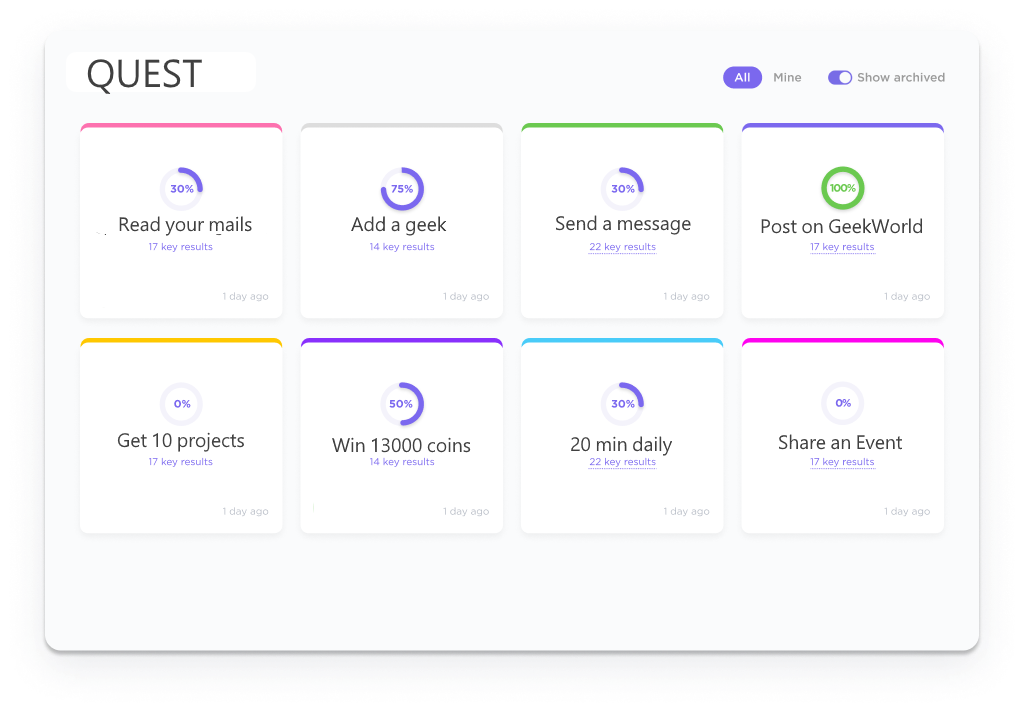 QUEST
All Mine Show archived
30% 75% 30% 100%
Read your mails Add a geek Send a message Post on GeekWorld
17 key results 14 key results 22 key results 17 key results
1 day ago 1 day ago 1 day ago 1 day ago
0% 50% 30% 0%
Get 10 projects Win 13000 coins 20 min daily Share an Event
17 key results 14 key results 22 key results 17 key results
1 day ago 1 day ago 1 day ago 1 day ago